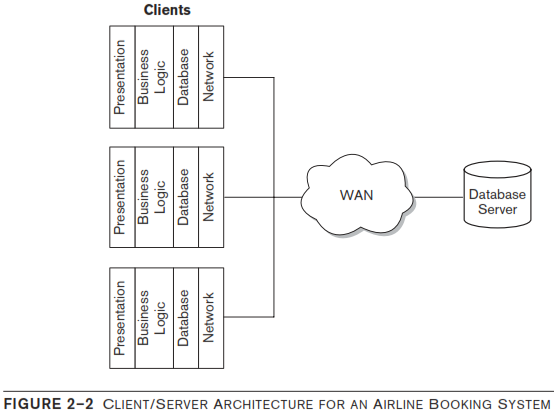 Clients
Presentation
Business
Logic
Database
Network
Presentation
Business
Logic
Database
Network
Presentation
Business
Logic
Database
Network
WAN
Database
Server
FIGURE 2–2 CLIENT/SERVER ARCHITECTURE FOR AN AIRLINE BOOKING SYSTEM